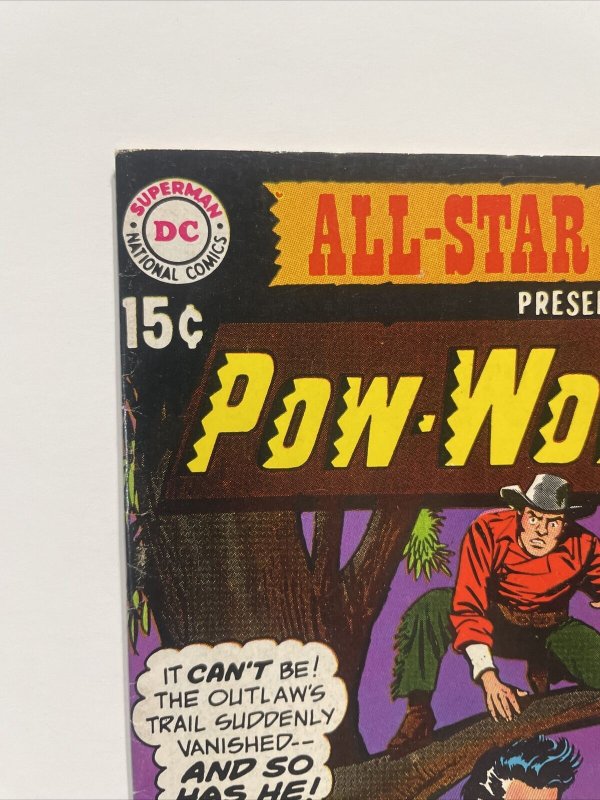 SUPERMAN
DC
• NATIONAL COMICS •
15¢
ALL-STAR
PRESE
POW-WO
IT CAN'T BE!
THE OUTLAW'S
TRAIL SUDDENLY
VANISHED--
AND SO
HAS HE!